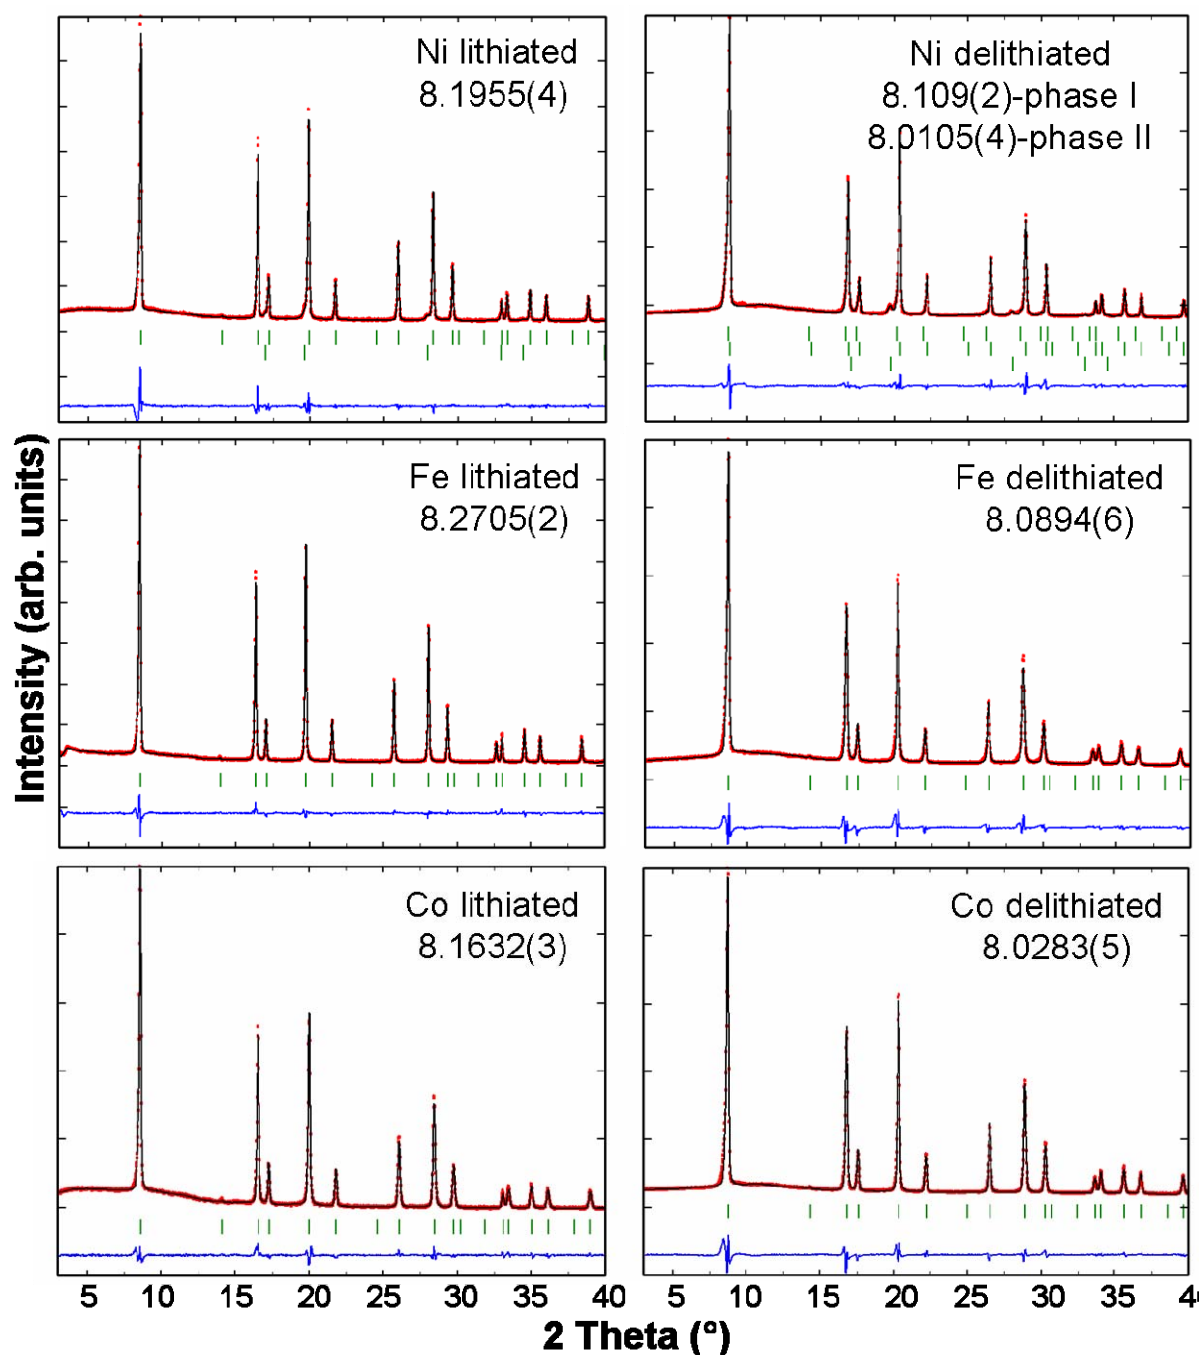 Ni lithiated
8.1955(4)
Ni delithiated
8.109(2)-phase I
8.0105(4)-phase II
Fe lithiated
8.2705(2)
Fe delithiated
8.0894(6)
Co lithiated
8.1632(3)
Co delithiated
8.0283(5)
Intensity (arb. units)
5 10 15 20 25 30 35 40
5 10 15 20 25 30 35 4
2 Theta (°)